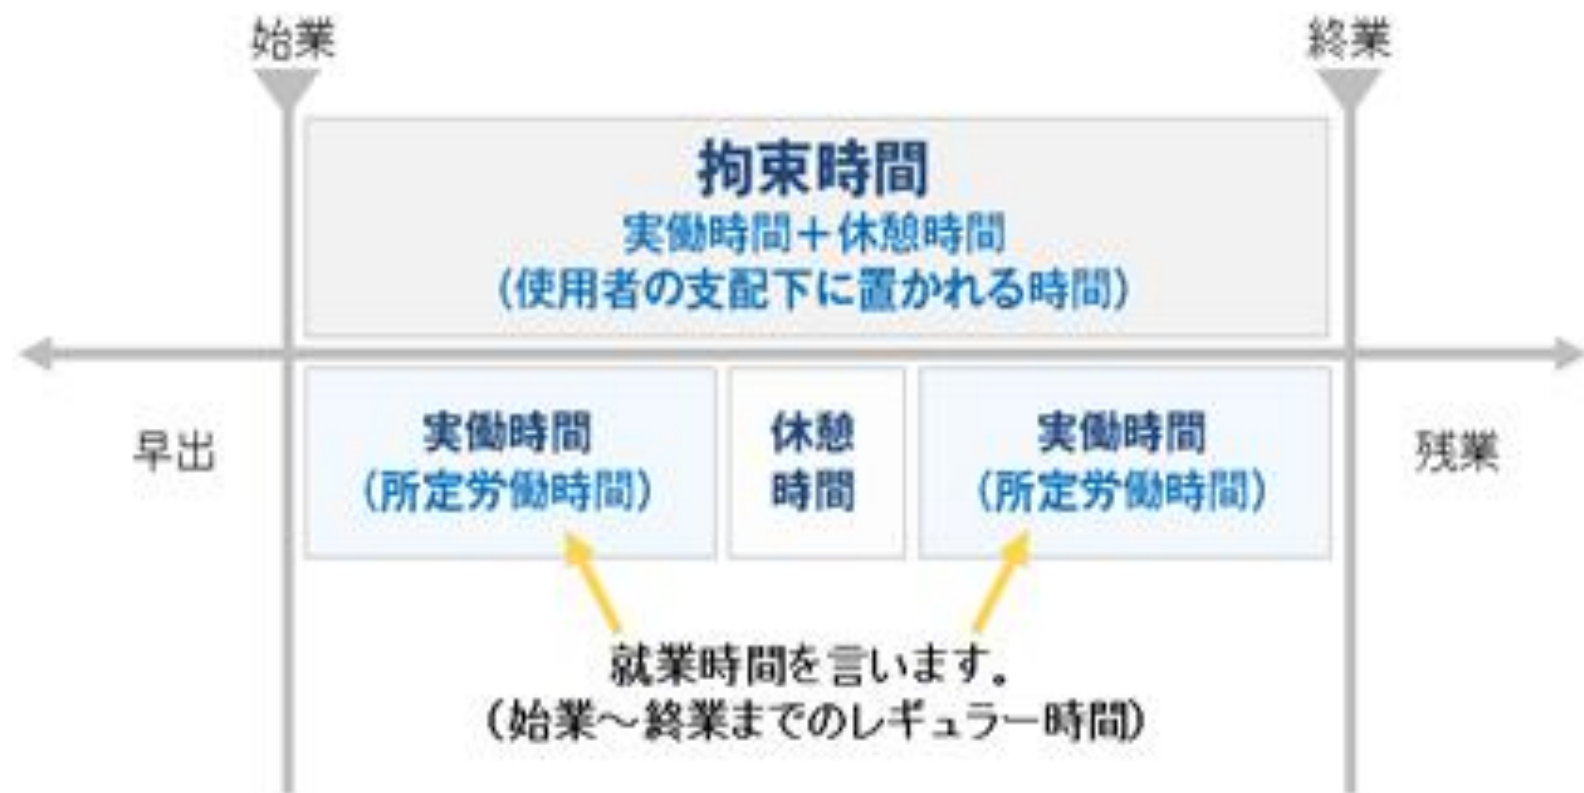 始業
終業
拘束時間
実働時間＋休憩時間
（使用者の支配下に置かれる時間）
早出
実働時間
（所定労働時間）
休憩
時間
実働時間
（所定労働時間）
残業
就業時間を言います。
（始業～終業までのレギュラー時間）